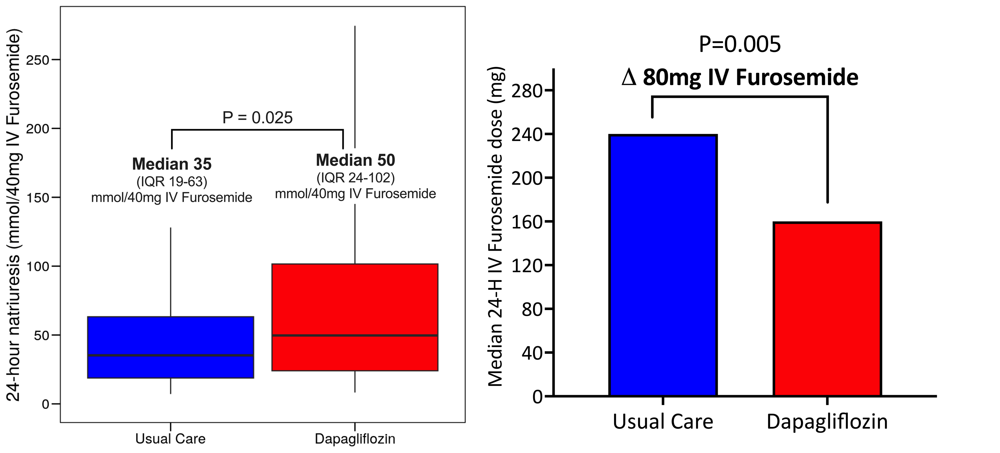 24-hour natriuresis (mmol/40mg IV Furosemide)
250
200
150
100
50
0
P = 0.025
Median 35
(IQR 19-63)
mmol/40mg IV Furosemide
Median 50
(IQR 24-102)
mmol/40mg IV Furosemide
Usual Care
Dapagliflozin
Median 24-H IV Furosemide dose (mg)
P=0.005
Δ 80mg IV Furosemide
280
240
200
160
120
80
40
0
Usual Care
Dapagliflozin